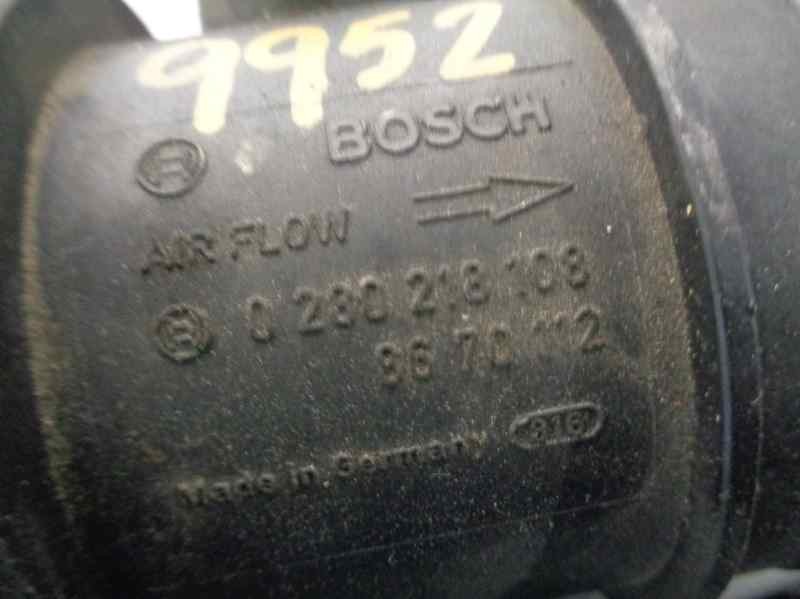 9952
BOSCH
AIR FLOW
0 280 218 108
86 70 112
Made in Germany 816